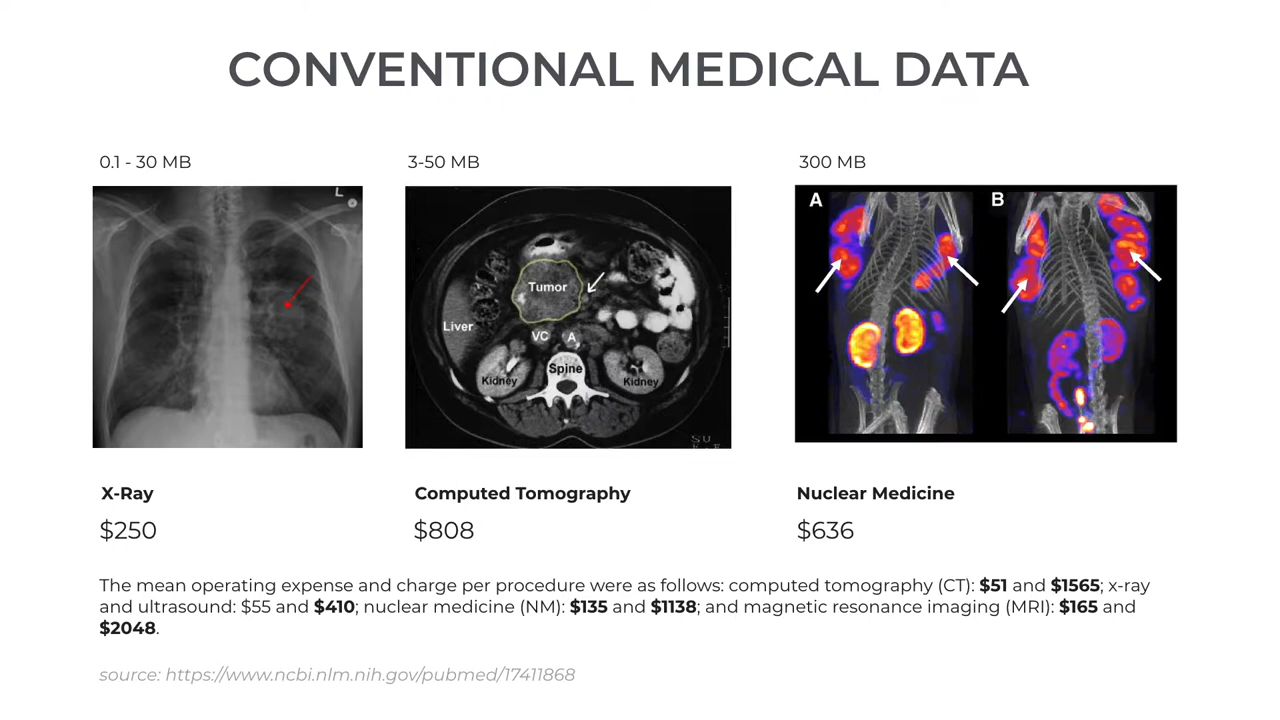 CONVENTIONAL MEDICAL DATA
0.1 - 30 MB
3-50 MB
300 MB
L
Tumor
Liver
VC
A
Kidney
Spine
Kidney
A
B
X-Ray
Computed Tomography
Nuclear Medicine
$250
$808
$636
The mean operating expense and charge per procedure were as follows: computed tomography (CT): $51 and $1565; x-ray
and ultrasound: $55 and $410; nuclear medicine (NM): $135 and $1138; and magnetic resonance imaging (MRI): $165 and
$2048.
source: https://www.ncbi.nlm.nih.gov/pubmed/17411868